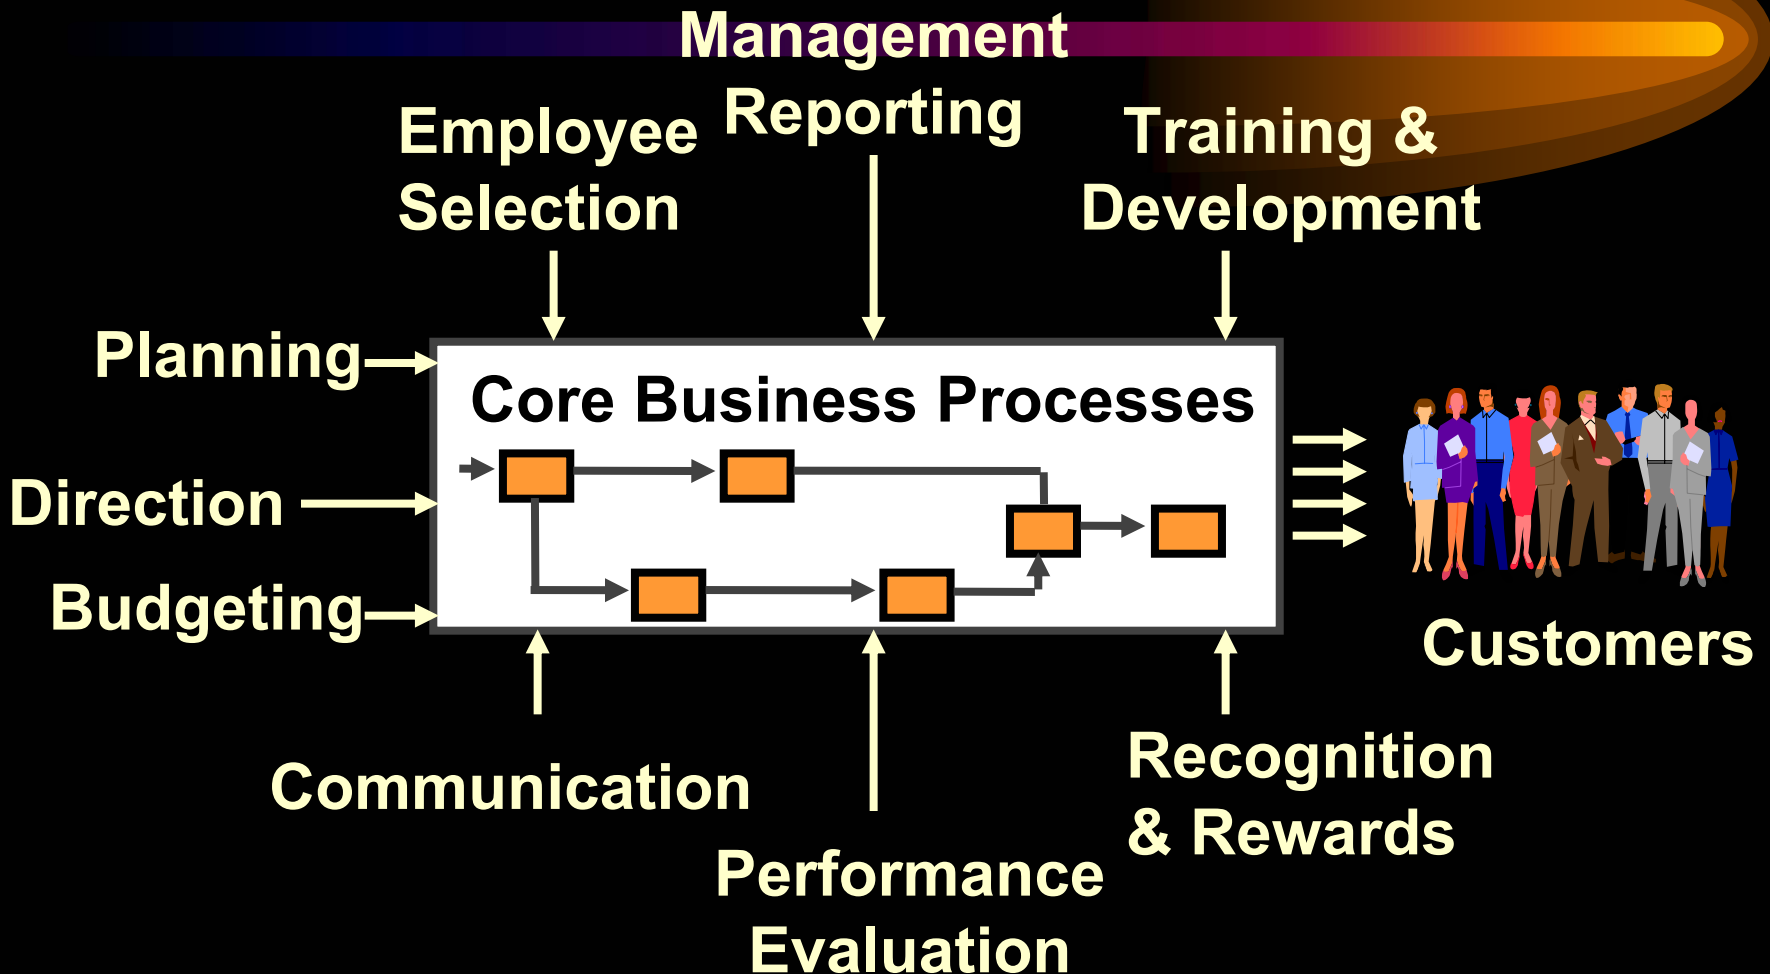 Management
Reporting
Employee
Selection
Training &
Development
Planning
Direction
Budgeting
Core Business Processes
Customers
Communication
Performance
Evaluation
Recognition
& Rewards